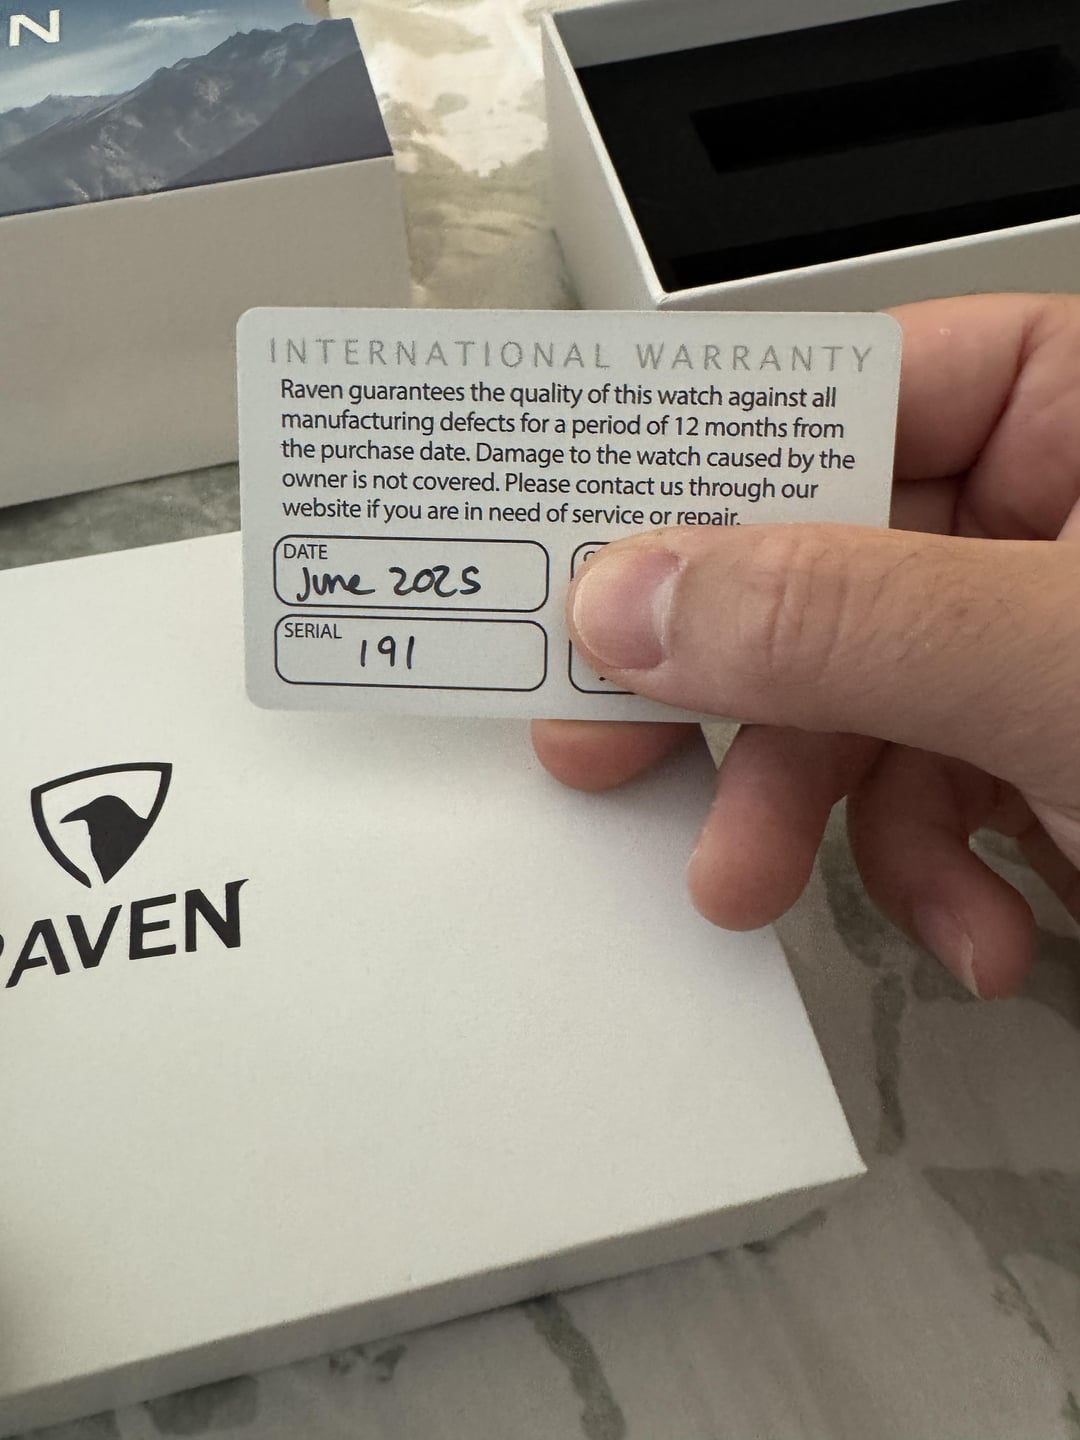 N
INTERNATIONAL WARRANTY
Raven guarantees the quality of this watch against all
manufacturing defects for a period of 12 months from
the purchase date. Damage to the watch caused by the
owner is not covered. Please contact us through our
website if you are in need of service or repair.
DATE
June 2025
SERIAL
191
RAVEN